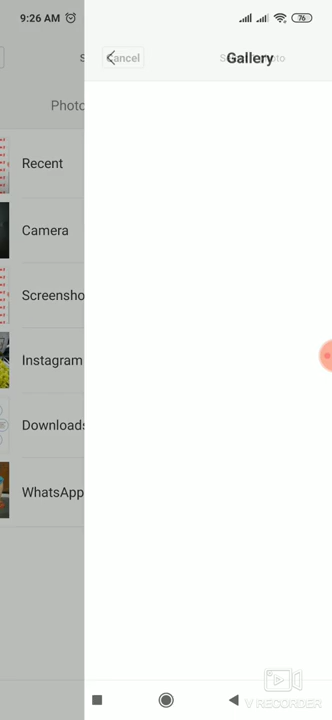 9:26 AM
76
Cancel
Gallery
Photo
Recent
Camera
Screensho
Instagram
Downloads
WhatsApp
V RECORDER